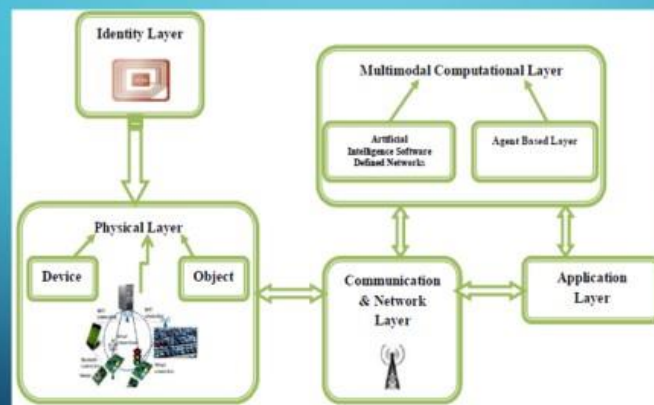 Identity Layer
Multimodal Computational Layer
Artificial
Intelligence Software
Defined Networks
Agent Based Layer
Physical Layer
Device
Object
Communication
& Network
Layer
Application
Layer